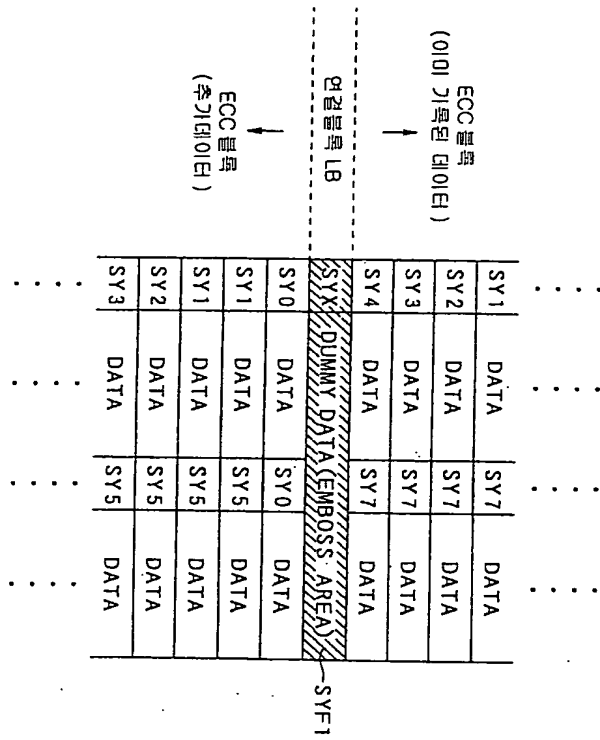 ECC 블록
(이미 기록된 데이터)
SY1 DATA SY7 DATA
SY2 DATA SY7 DATA
SY3 DATA SY7 DATA
SY4 DATA SY7 DATA
연결블록 LB
SYX DUMMY DATA(EMBOSS AREA)
SYF1
ECC 블록
(추가데이터)
SY0 DATA SY0 DATA
SY1 DATA SY5 DATA
SY1 DATA SY5 DATA
SY2 DATA SY5 DATA
SY3 DATA SY5 DATA